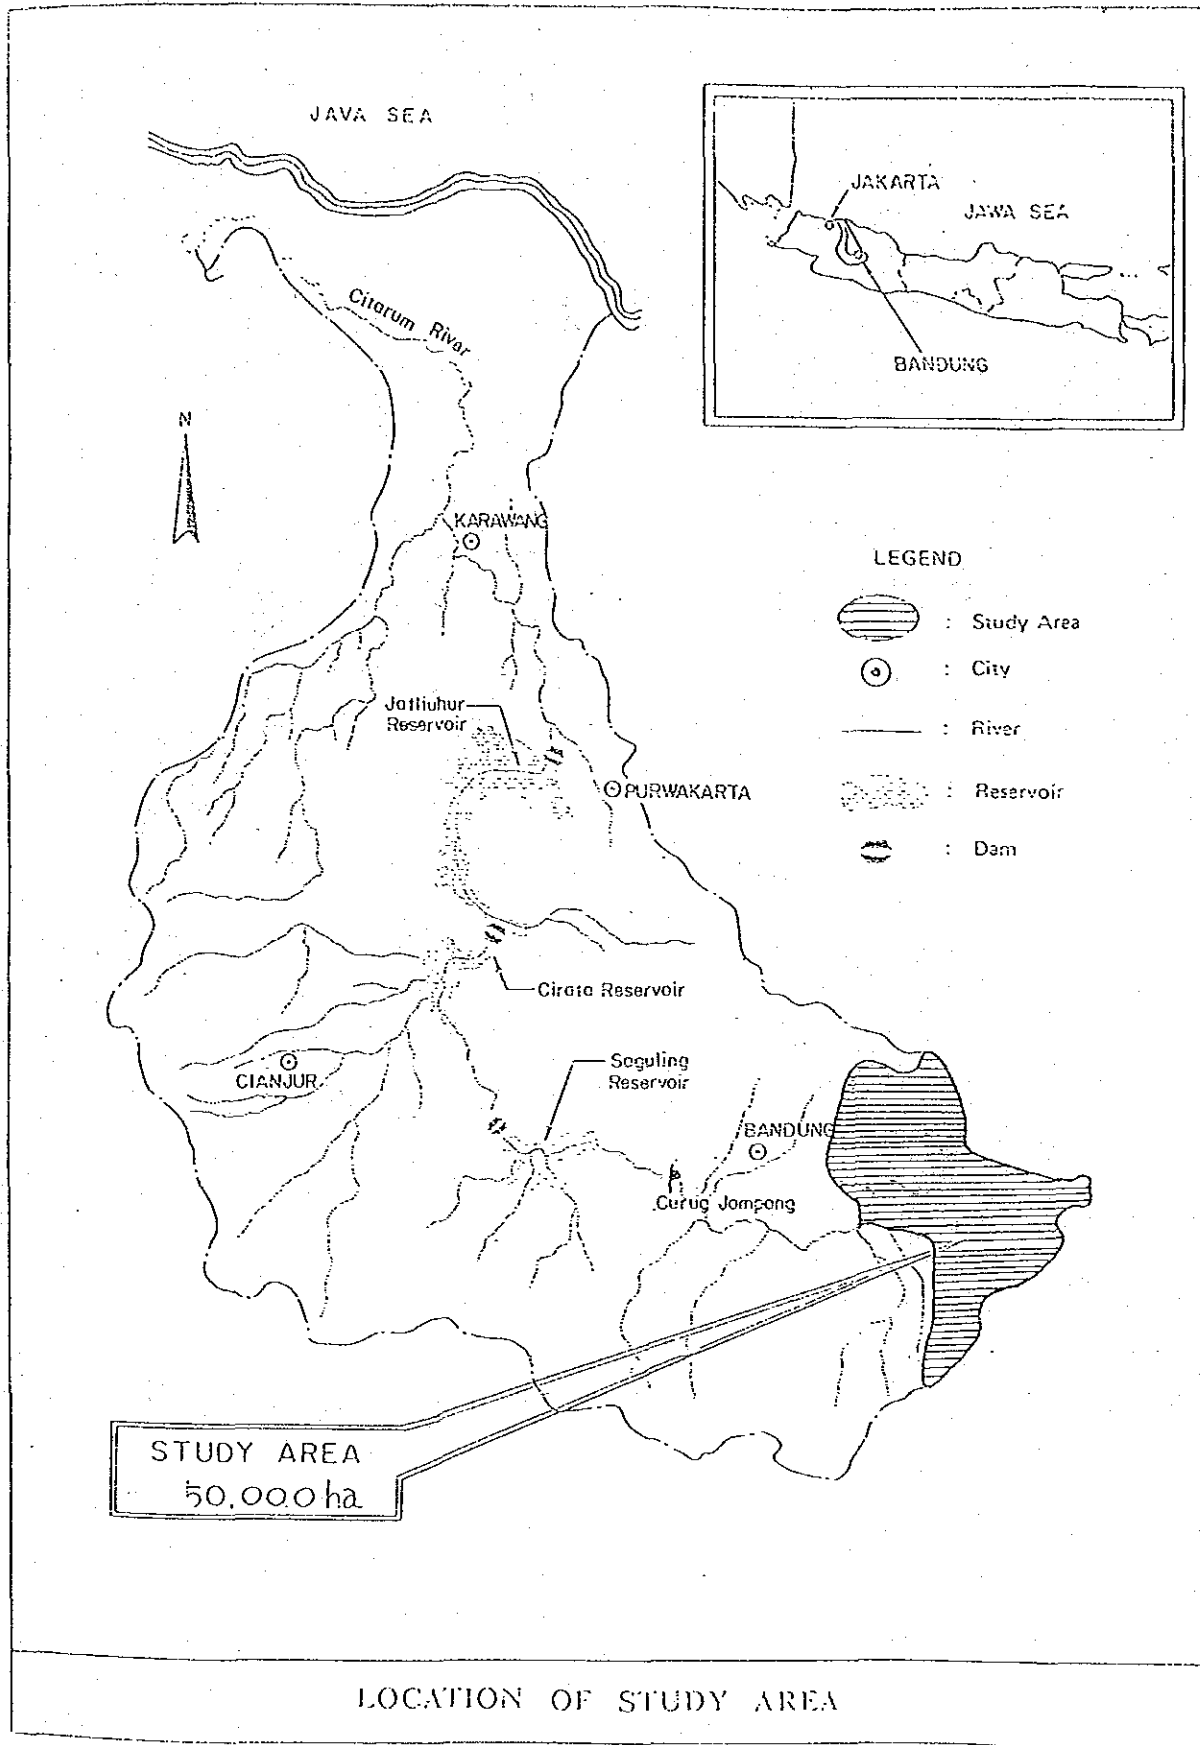 JAVA SEA
JAKARTA
JAWA SEA
BANDUNG
Citarum River
N
KARAWANG
LEGEND
: Study Area
: City
: River
: Reservoir
: Dam
Jatiluhur
Reservoir
PURWAKARTA
Cirata Reservoir
Saguling
Reservoir
CIANJUR
BANDUNG
Curug Jompong
STUDY AREA
50,000 ha
LOCATION OF STUDY AREA